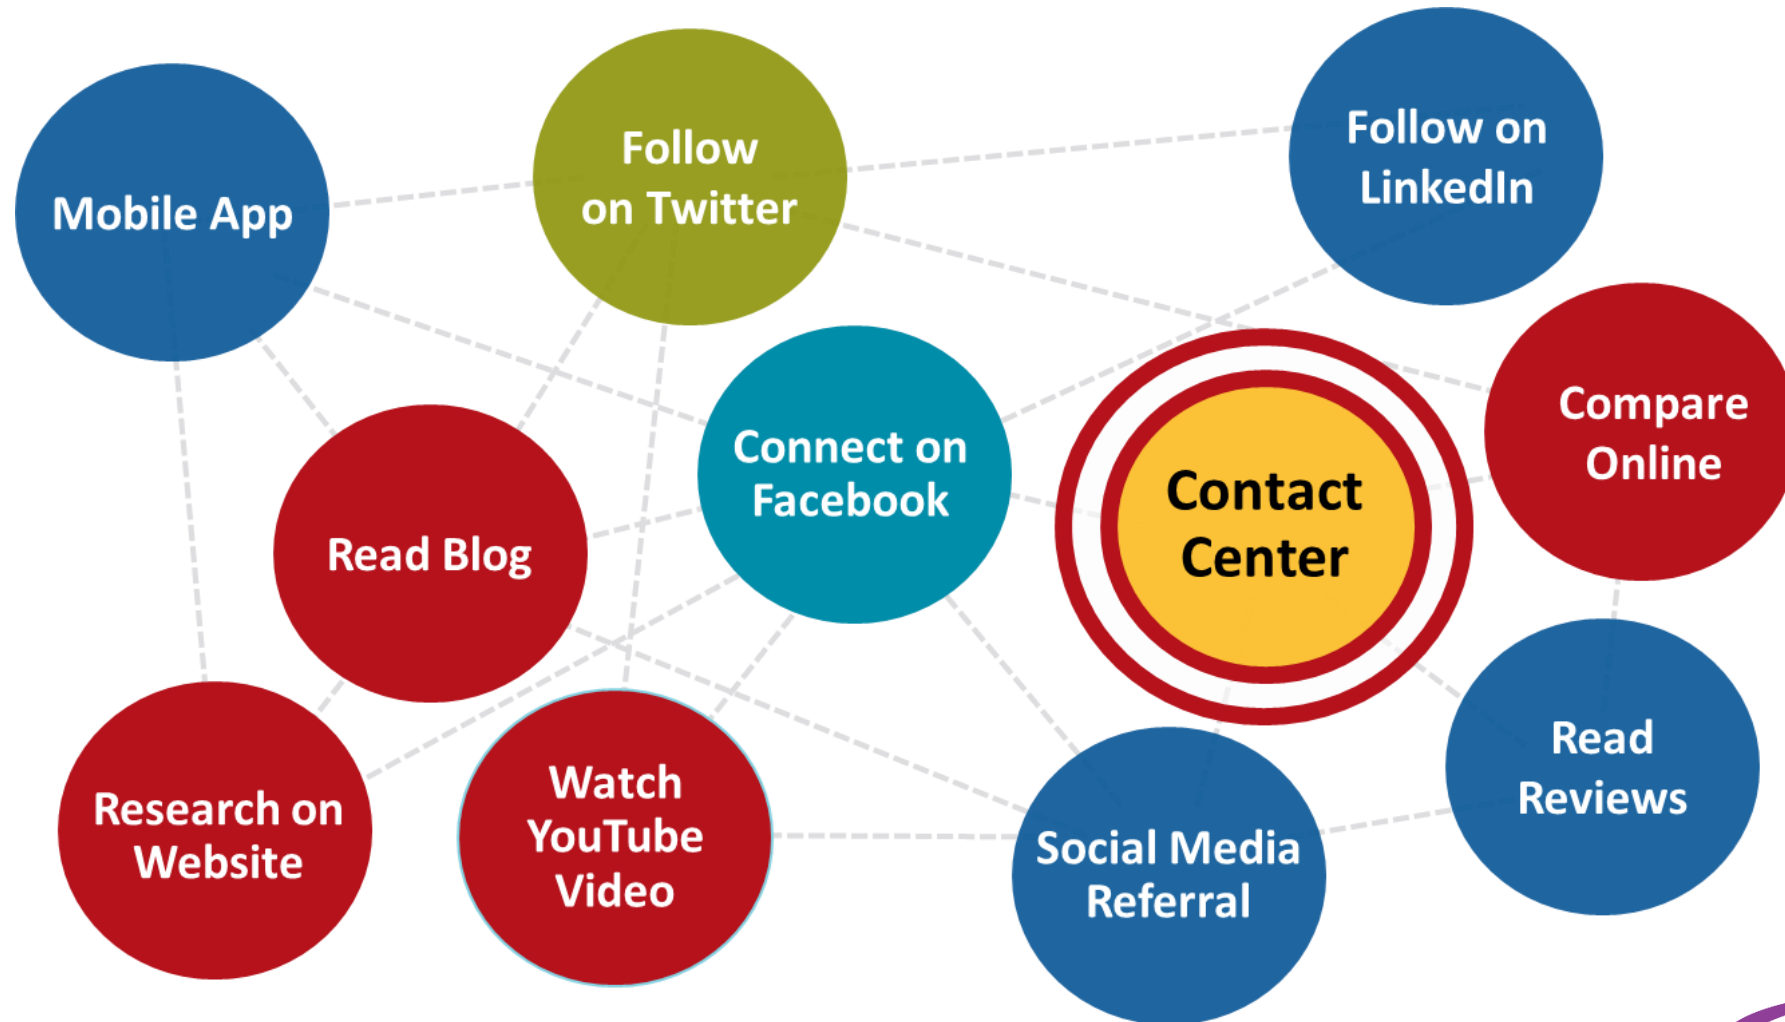 Mobile App
Follow
on Twitter
Follow on
LinkedIn
Connect on
Facebook
Contact
Center
Compare
Online
Read Blog
Research on
Website
Watch
YouTube
Video
Social Media
Referral
Read
Reviews